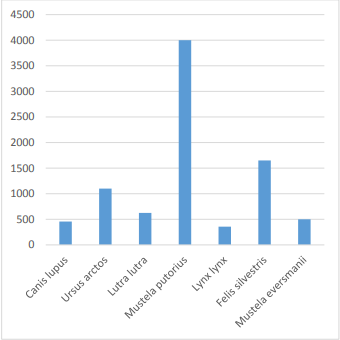 4500
4000
3500
3000
2500
2000
1500
1000
500
0
Canis lupus
Ursus arctos
Lutra lutra
Mustela putorius
Lynx lynx
Felis silvestris
Mustela eversmanii